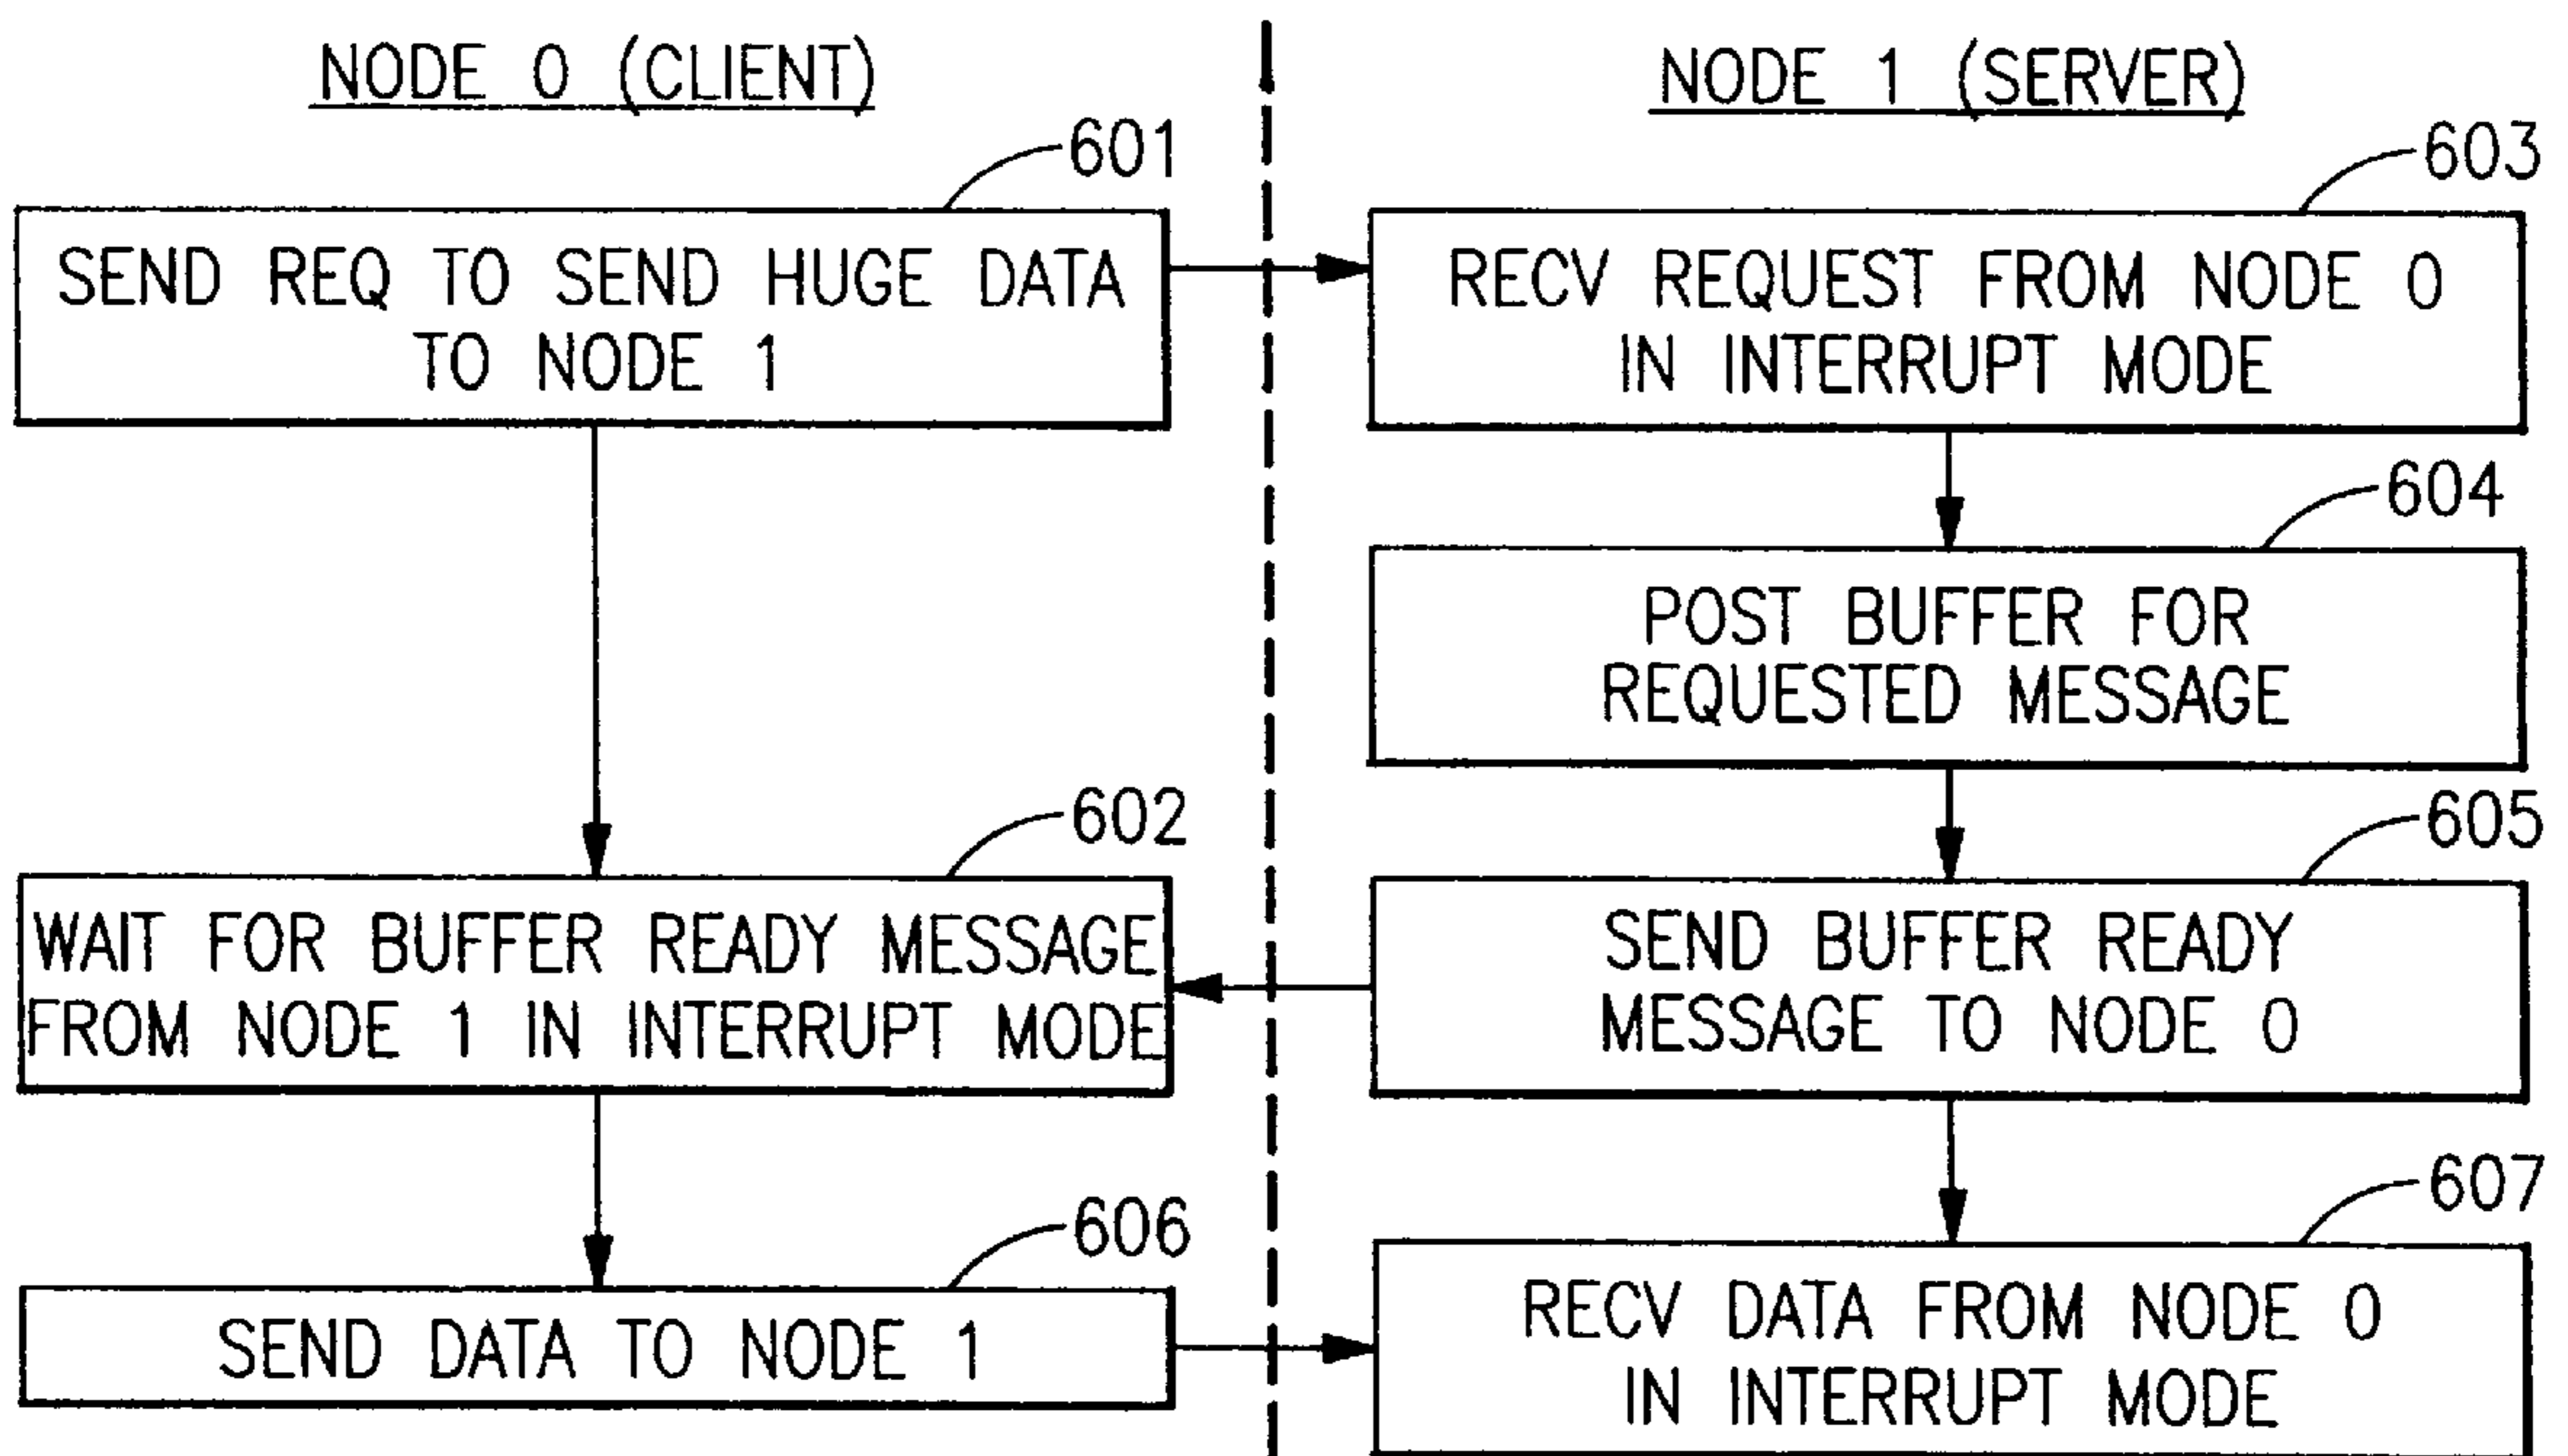 NODE 0 (CLIENT)
NODE 1 (SERVER)
601
603
SEND REQ TO SEND HUGE DATA
TO NODE 1
RECV REQUEST FROM NODE 0
IN INTERRUPT MODE
604
POST BUFFER FOR
REQUESTED MESSAGE
602
605
WAIT FOR BUFFER READY MESSAGE
FROM NODE 1 IN INTERRUPT MODE
SEND BUFFER READY
MESSAGE TO NODE 0
606
607
SEND DATA TO NODE 1
RECV DATA FROM NODE 0
IN INTERRUPT MODE